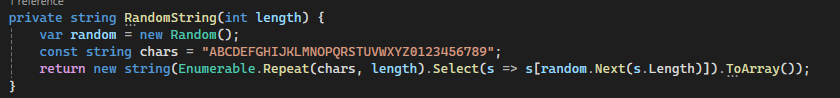 1 reference
private string RandomString(int length) {
var random = new Random();
const string chars = "ABCDEFGHIJKLMNOPQRSTUVWXYZ0123456789";
return new string(Enumerable.Repeat(chars, length).Select(s => s[random.Next(s.Length)]).ToArray());
}